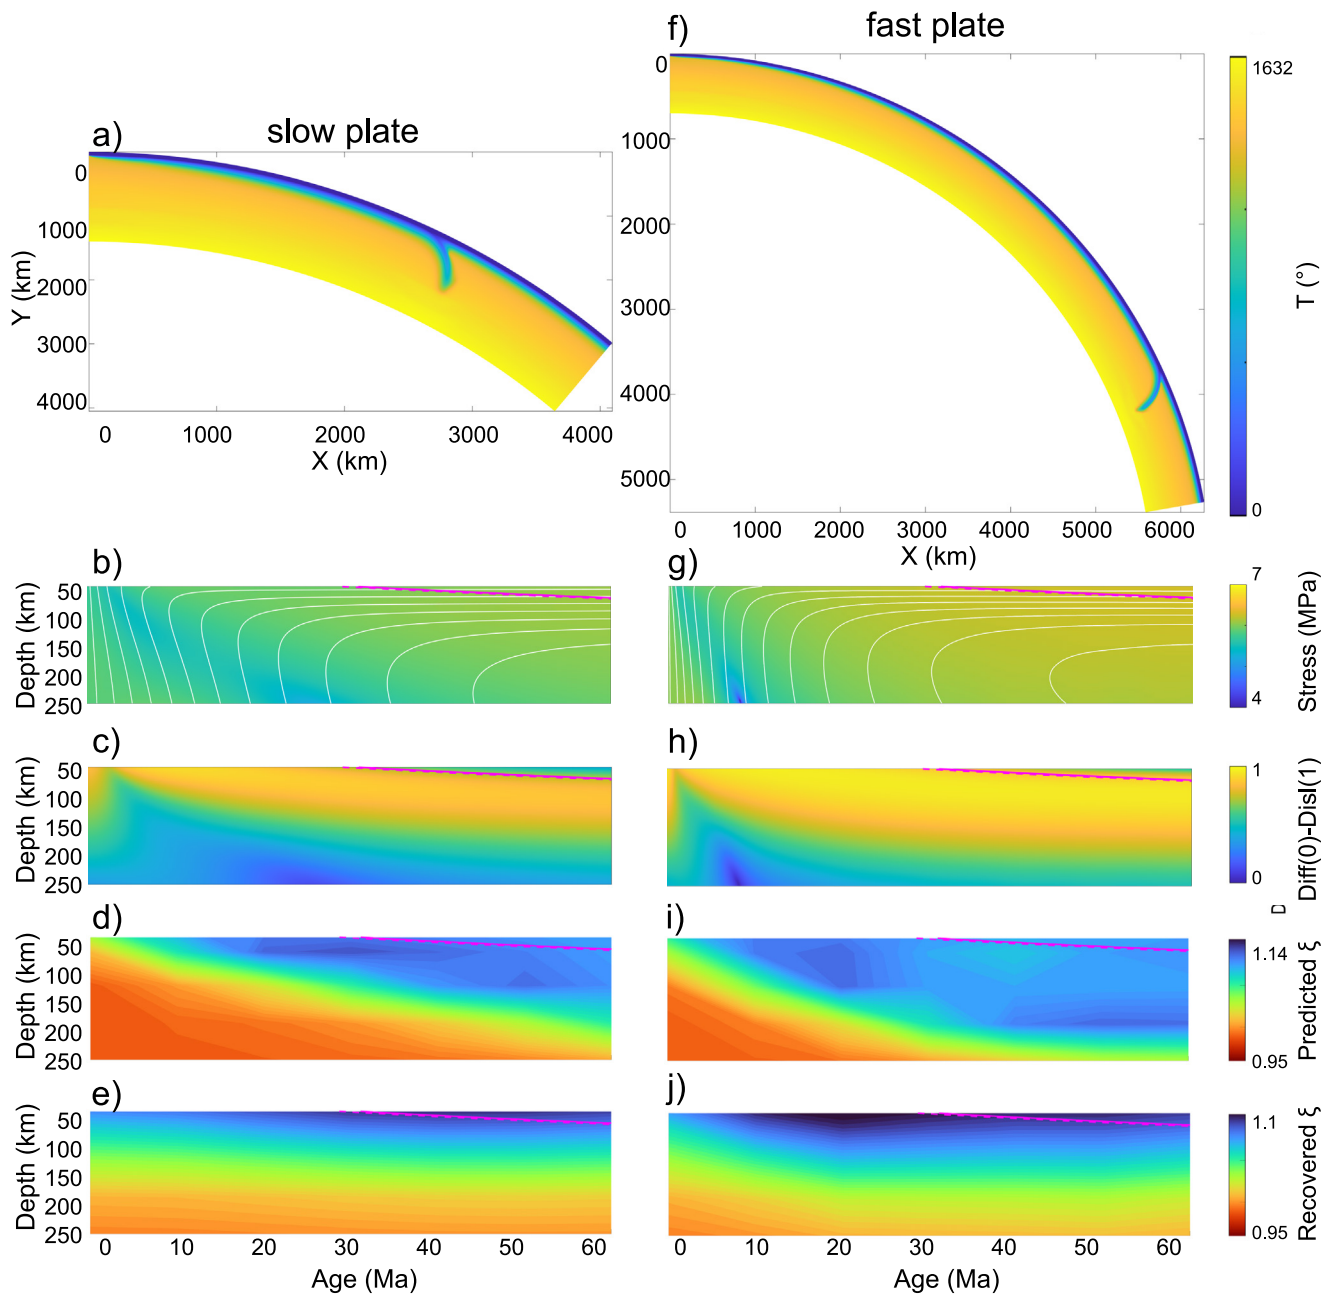 slow plate
fast plate
a)
0
1000
2000
3000
4000
Y (km)
0
1000
2000
3000
4000
X (km)
f)
0
1000
2000
3000
4000
5000
0
1000
2000
3000
4000
5000
6000
X (km)
1632
0
T (°)
b)
50
100
150
200
250
Depth (km)
g)
7
4
Stress (MPa)
c)
50
100
150
200
250
Depth (km)
h)
1
0
Diff(0)-Disl(1)
D
d)
50
100
150
200
250
Depth (km)
i)
1.14
0.95
Predicted ξ
e)
50
100
150
200
250
Depth (km)
0
10
20
30
40
50
60
Age (Ma)
j)
0
10
20
30
40
50
60
Age (Ma)
1.1
0.95
Recovered ξ